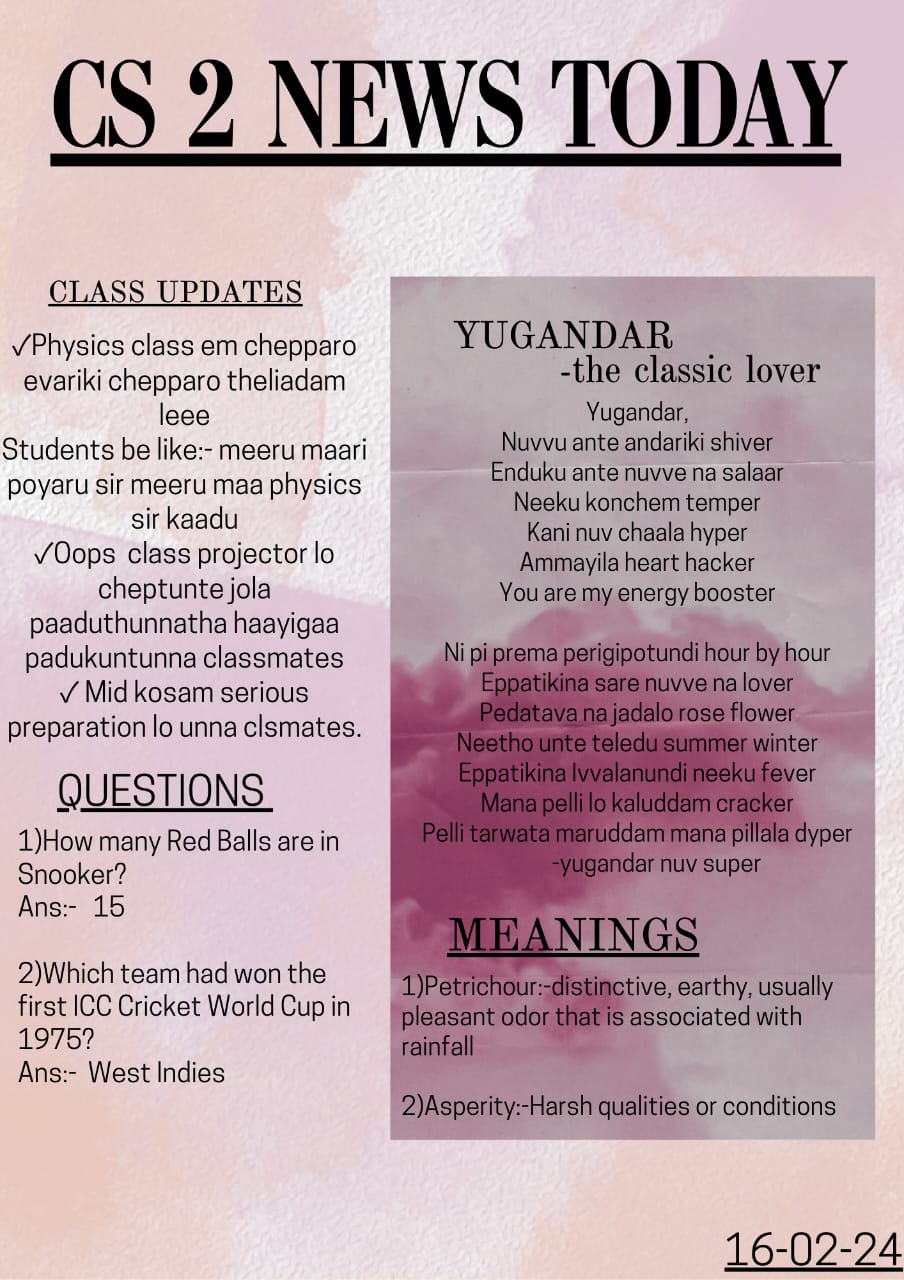 CS 2 NEWS TODAY
CLASS UPDATES
✓Physics class em chepparo
evariki chepparo theliadam
leee
Students be like:- meeru maari
poyaru sir meeru maa physics
sir kaadu
✓Oops class projector lo
cheptunte jola
paaduthunnatha haayigaa
padukuntunna classmates
✓ Mid kosam serious
preparation lo unna clsmates.
QUESTIONS
1)How many Red Balls are in
Snooker?
Ans:- 15
2)Which team had won the
first ICC Cricket World Cup in
1975?
Ans:- West Indies
YUGANDAR
-the classic lover
Yugandar,
Nuvvu ante andariki shiver
Enduku ante nuvve na salaar
Neeku konchem temper
Kani nuv chaala hyper
Ammayila heart hacker
You are my energy booster
Ni pi prema perigipotundi hour by hour
Eppatikina sare nuvve na lover
Pedatava na jadalo rose flower
Neetho unte teledu summer winter
Eppatikina Ivvalanundi neeku fever
Mana pelli lo kaluddam cracker
Pelli tarwata maruddam mana pillala dyper
-yugandar nuv super
MEANINGS
1)Petrichour:-distinctive, earthy, usually
pleasant odor that is associated with
rainfall
2)Asperity:-Harsh qualities or conditions
16-02-24